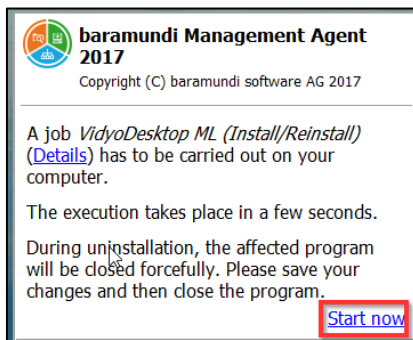 baramundi Management Agent
2017
Copyright (C) baramundi software AG 2017
A job VidyoDesktop ML (Install/Reinstall)
(Details) has to be carried out on your
computer.
The execution takes place in a few seconds.
During uninstallation, the affected program
will be closed forcefully. Please save your
changes and then close the program.
Start now